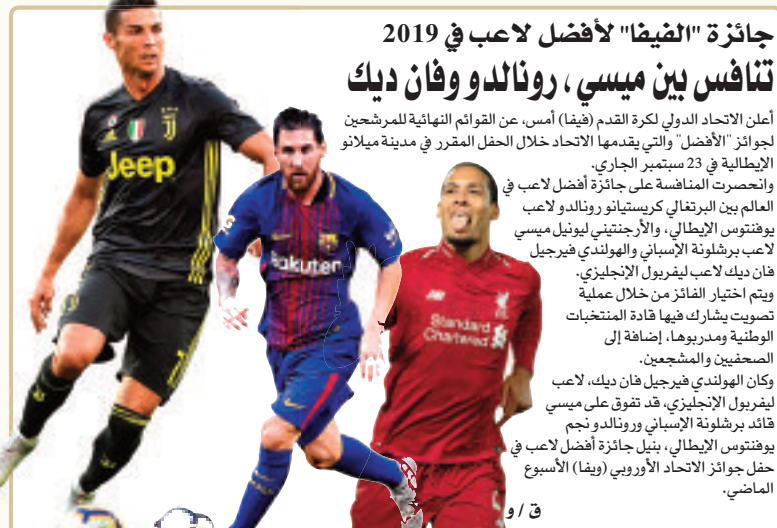 جائزة "الفيفا" لأفضل لاعب في 2019
تنافس بين ميسي، رونالدو وفان ديك
أعلن الاتحاد الدولي لكرة القدم (فيفا) أمس، عن القوائم النهائية للمرشحين
لجوائز "الأفضل" والتي يقدمها الاتحاد خلال الحفل المقرر في مدينة ميلانو
الإيطالية في 23 سبتمبر الجاري.
وانحصرت المنافسة على جائزة أفضل لاعب في
العالم بين البرتغالي كريستيانو رونالدو لاعب
يوفنتوس الإيطالي، والأرجنتيني ليونيل ميسي
لاعب برشلونة الإسباني والهولندي فيرجيل
فان ديك لاعب ليفربول الإنجليزي.
ويتم اختيار الفائز من خلال عملية
تصويت يشارك فيها قادة المنتخبات
الوطنية ومدربوها، إضافة إلى
الصحفيين والمشجعين.
وكان الهولندي فيرجيل فان ديك، لاعب
ليفربول الإنجليزي، قد تفوق على ميسي
قائد برشلونة الإسباني ورونالدو نجم
يوفنتوس الإيطالي، بنيل جائزة أفضل لاعب في
حفل جوائز الاتحاد الأوروبي (ويفا) الأسبوع
الماضي.
ق / و
Jeep
7
Rakuten
NB
Standard
Chartered